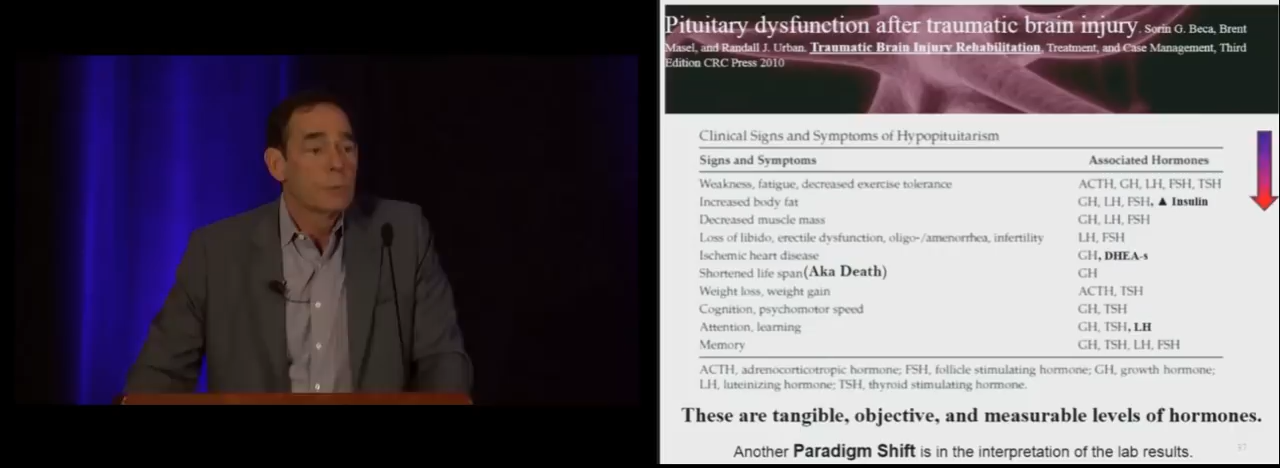 Pituitary dysfunction after traumatic brain injury. Sorin G. Beca, Brent
Masel, and Randall J. Urban. Traumatic Brain Injury Rehabilitation, Treatment, and Case Management, Third
Edition CRC Press 2010
Clinical Signs and Symptoms of Hypopituitarism
Signs and Symptoms Associated Hormones
Weakness, fatigue, decreased exercise tolerance ACTH, GH, LH, FSH, TSH
Increased body fat GH, LH, FSH, ▲ Insulin
Decreased muscle mass GH, LH, FSH
Loss of libido, erectile dysfunction, oligo-/amenorrhea, infertility LH, FSH
Ischemic heart disease GH, DHEA-s
Shortened life span(Aka Death) GH
Weight loss, weight gain ACTH, TSH
Cognition, psychomotor speed GH, TSH
Attention, learning GH, TSH, LH
Memory GH, TSH, LH, FSH
ACTH, adrenocorticotropic hormone; FSH, follicle stimulating hormone; GH, growth hormone;
LH, luteinizing hormone; TSH, thyroid stimulating hormone.
These are tangible, objective, and measurable levels of hormones.
Another Paradigm Shift is in the interpretation of the lab results.
37